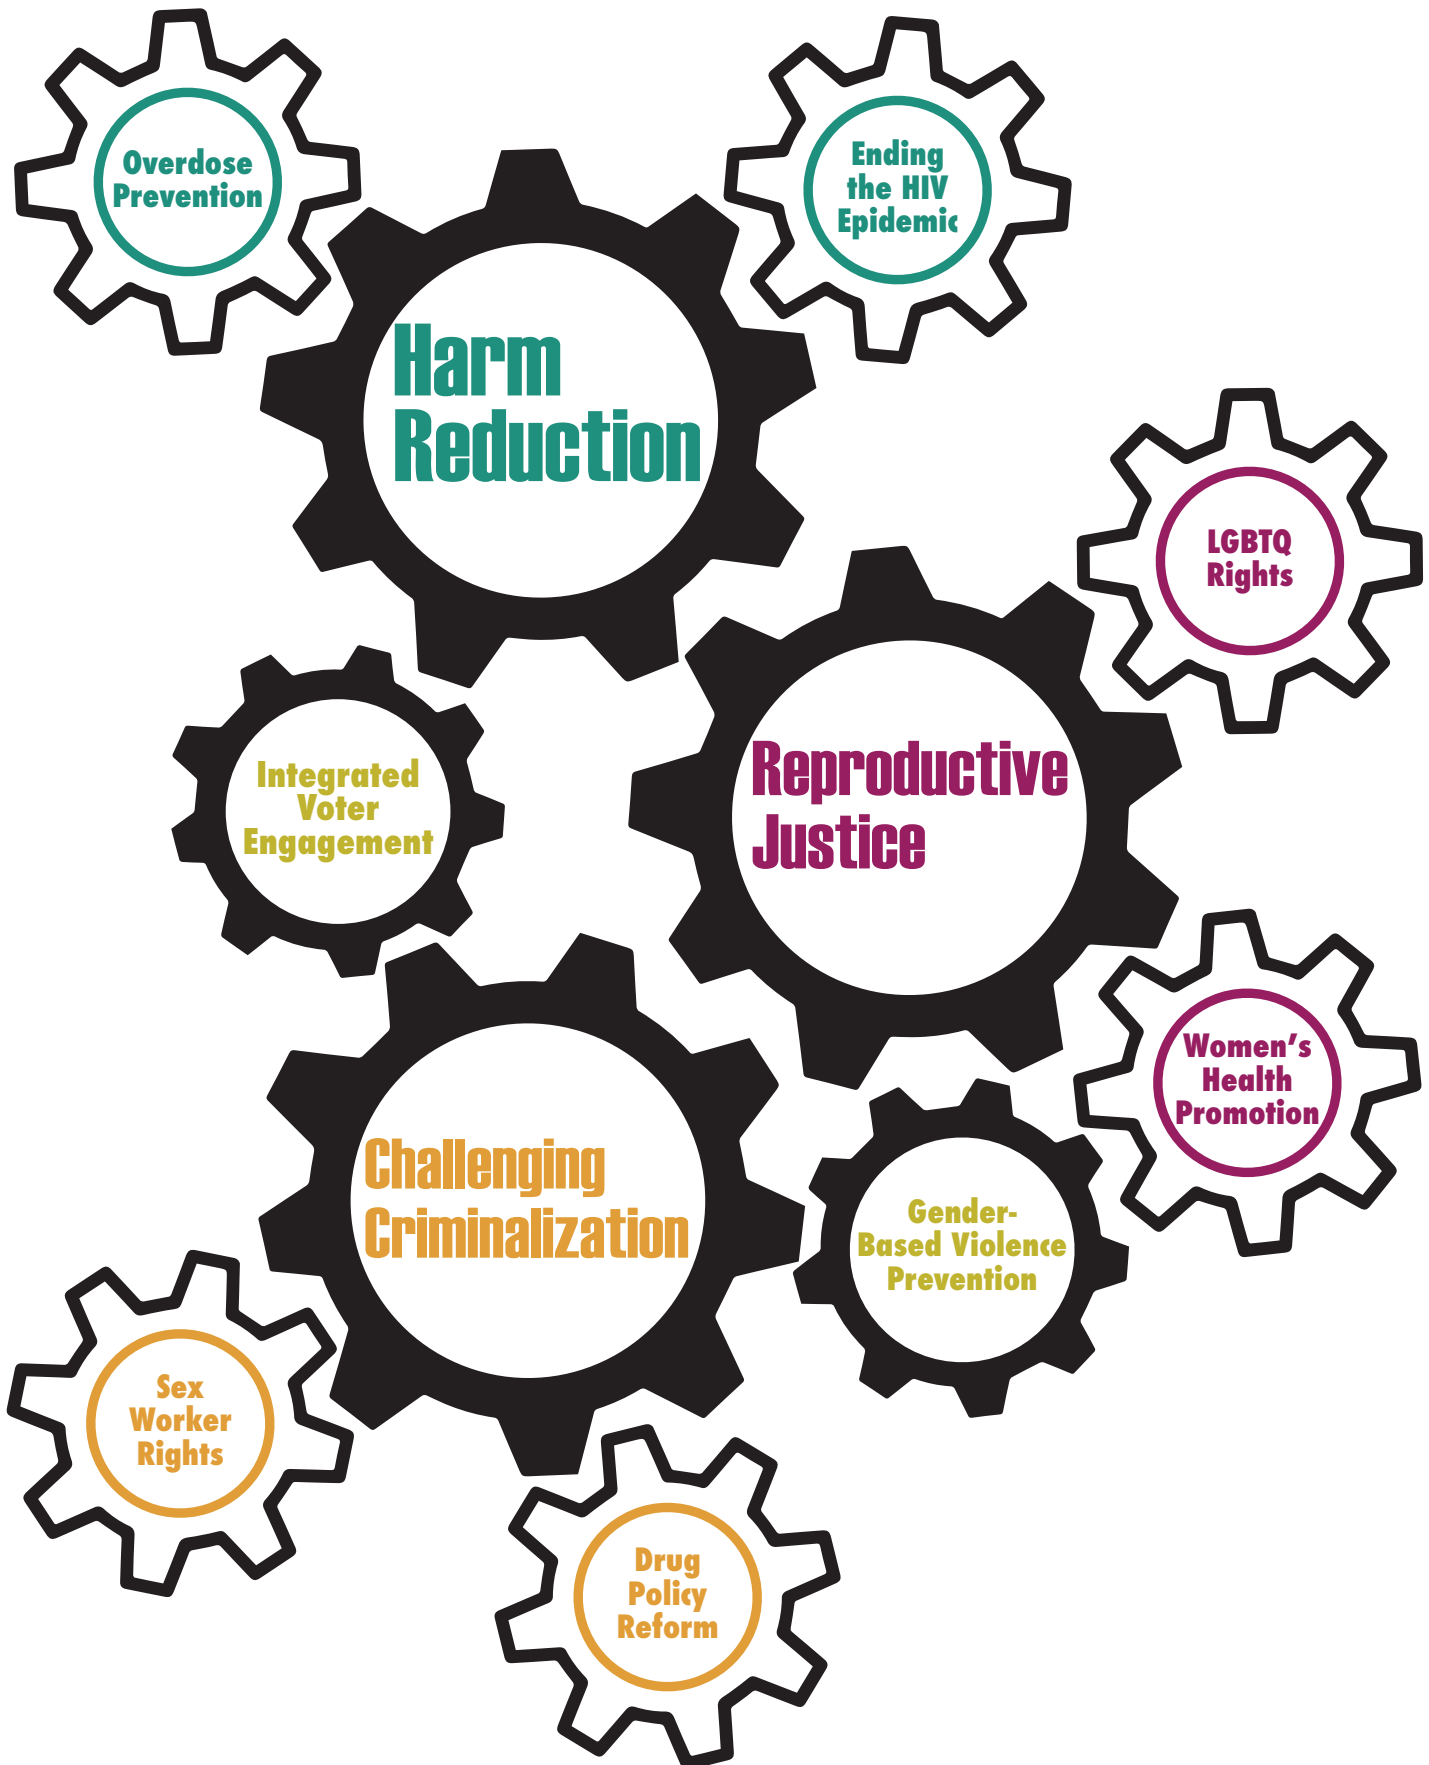 Overdose
Prevention
Ending
the HIV
Epidemic
Harm
Reduction
LGBTQ
Rights
Integrated
Voter
Engagement
Reproductive
Justice
Women's
Health
Promotion
Challenging
Criminalization
Gender-
Based Violence
Prevention
Sex
Worker
Rights
Drug
Policy
Reform